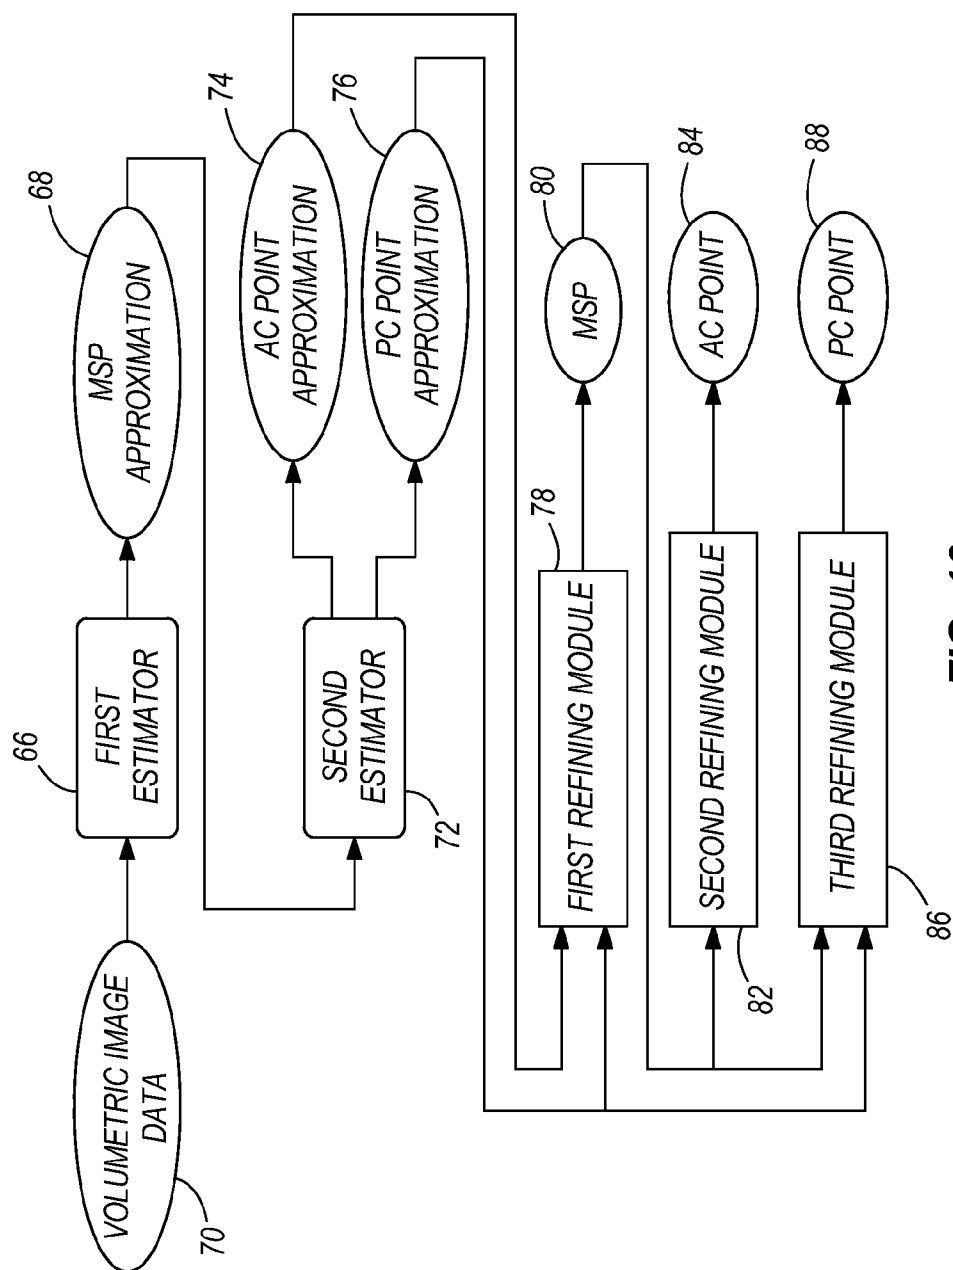 VOLUMETRIC IMAGE
DATA
70
66
FIRST
ESTIMATOR
MSP
APPROXIMATION
68
SECOND
ESTIMATOR
72
AC POINT
APPROXIMATION
74
PC POINT
APPROXIMATION
76
FIRST REFINING MODULE
78
MSP
80
SECOND REFINING MODULE
82
AC POINT
84
THIRD REFINING MODULE
86
PC POINT
88